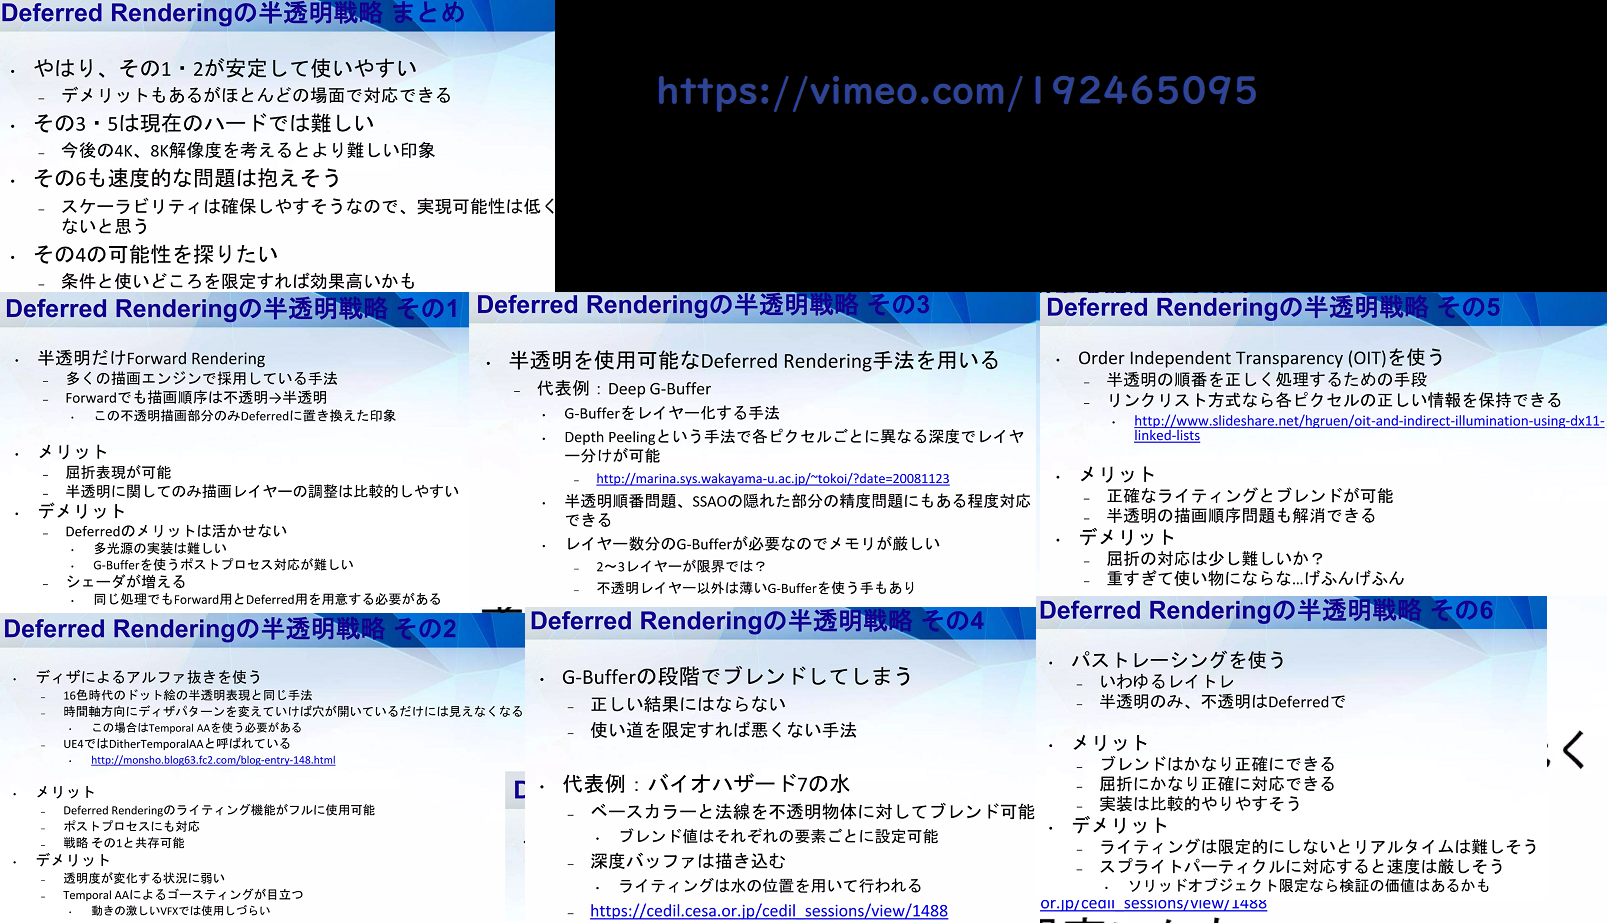 Deferred Renderingの半透明戦略 まとめ
・ やはり、その1・2が安定して使いやすい
– デメリットもあるがほとんどの場面で対応できる
・ その3・5は現在のハードでは難しい
– 今後の4K、8K解像度を考えるとより難しい印象
・ その6も速度的な問題は抱えそう
– スケーラビリティは確保しやすそうなので、実現可能性は低く
ないと思う
・ その4の可能性を探りたい
– 条件と使いどころを限定すれば効果高いかも
https://vimeo.com/192465095
Deferred Renderingの半透明戦略 その1
・ 半透明だけForward Rendering
– 多くの描画エンジンで採用している手法
– Forwardでも描画順序は不透明→半透明
・ この不透明描画部分のみDeferredに置き換えた印象
・ メリット
– 屈折表現が可能
– 半透明に関してのみ描画レイヤーの調整は比較的しやすい
・ デメリット
– Deferredのメリットは活かせない
・ 多光源の実装は難しい
・ G-Bufferを使うポストプロセス対応が難しい
– シェーダが増える
・ 同じ処理でもForward用とDeferred用を用意する必要がある
Deferred Renderingの半透明戦略 その2
・ ディザによるアルファ抜きを使う
– 16色時代のドット絵の半透明表現と同じ手法
– 時間軸方向にディザパターンを変えていけば穴が開いているだけには見えなくなる
・ この場合はTemporal AAを使う必要がある
– UE4ではDitherTemporalAAと呼ばれている
・ http://monsho.blog63.fc2.com/blog-entry-148.html
・ メリット
– Deferred Renderingのライティング機能がフルに使用可能
– ポストプロセスにも対応
– 戦略 その1と共存可能
・ デメリット
– 透明度が変化する状況に弱い
– Temporal AAによるゴースティングが目立つ
・ 動きの激しいVFXでは使用しづらい
Deferred Renderingの半透明戦略 その3
・ 半透明を使用可能なDeferred Rendering手法を用いる
– 代表例：Deep G-Buffer
・ G-Bufferをレイヤー化する手法
・ Depth Peelingという手法で各ピクセルごとに異なる深度でレイヤ
ー分けが可能
– http://marina.sys.wakayama-u.ac.jp/~tokoi/?date=20081123
・ 半透明順番問題、SSAOの隠れた部分の精度問題にもある程度対応
できる
・ レイヤー数分のG-Bufferが必要なのでメモリが厳しい
– 2～3レイヤーが限界では？
– 不透明レイヤー以外は薄いG-Bufferを使う手もあり
Deferred Renderingの半透明戦略 その4
・ G-Bufferの段階でブレンドしてしまう
– 正しい結果にはならない
– 使い道を限定すれば悪くない手法
・ 代表例：バイオハザード7の水
– ベースカラーと法線を不透明物体に対してブレンド可能
・ ブレンド値はそれぞれの要素ごとに設定可能
– 深度バッファは描き込む
・ ライティングは水の位置を用いて行われる
– https://cedil.cesa.or.jp/cedil_sessions/view/1488
Deferred Renderingの半透明戦略 その5
・ Order Independent Transparency (OIT)を使う
– 半透明の順番を正しく処理するための手段
– リンクリスト方式なら各ピクセルの正しい情報を保持できる
・ http://www.slideshare.net/hgruen/oit-and-indirect-illumination-using-dx11-
linked-lists
・ メリット
– 正確なライティングとブレンドが可能
– 半透明の描画順序問題も解消できる
・ デメリット
– 屈折の対応は少し難しいか？
– 重すぎて使い物にならな…げふんげふん
Deferred Renderingの半透明戦略 その6
・ パストレーシングを使う
– いわゆるレイトレ
– 半透明のみ、不透明はDeferredで
・ メリット
– ブレンドはかなり正確にできる
– 屈折にかなり正確に対応できる
– 実装は比較的やりやすそう
・ デメリット
– ライティングは限定的にしないとリアルタイムは難しそう
– スプライトパーティクルに対応すると速度は厳しそう
・ ソリッドオブジェクト限定なら検証の価値はあるかも
or.jp/cedil_sessions/view/1488
く